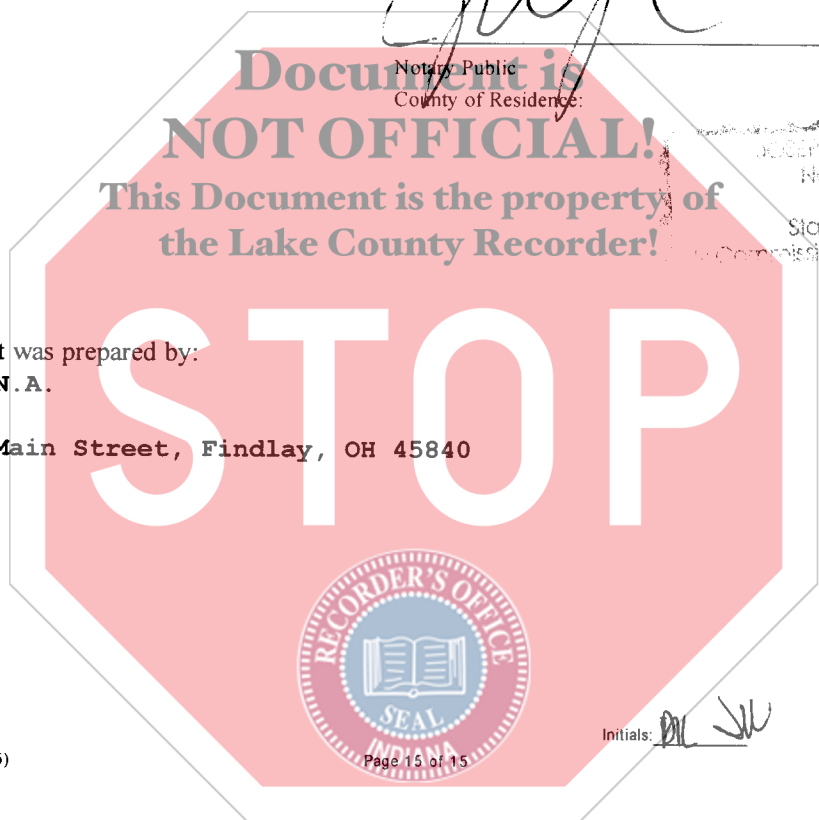 Document is
Notary Public
County of Residence:
NOT OFFICIAL!
This Document is the property of
the Lake County Recorder!
was prepared by:
N.A.
Main Street, Findlay, OH 45840
STOP
RECORDER'S OFFICE
SEAL
INDIANA
Initials:
Page 15 of 15